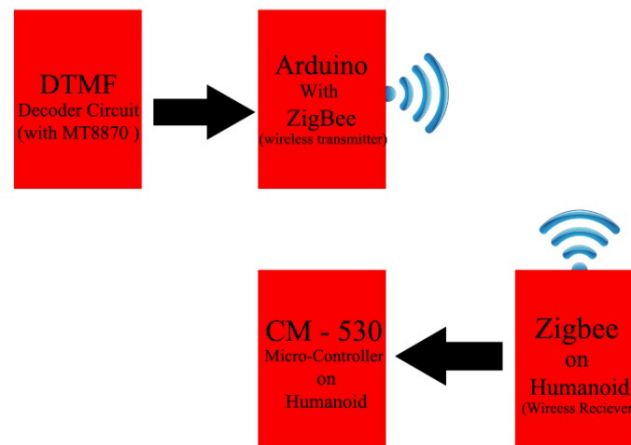 DTMF
Decoder Circuit
(with MT8870 )
Arduino
With
ZigBee
(wireless transmitter)
CM - 530
Micro-Controller
on
Humanoid
Zigbee
on
Humanoid
(Wireess Reciever